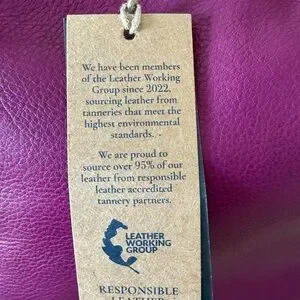 We have been members
of the Leather Working
Group since 2022,
sourcing leather from
tanneries that meet the
highest environmental
standards.
We are proud to
source over 95% of our
leather from responsible
leather accredited
tannery partners.
LEATHER
WORKING
GROUP
RESPONSIBLE
LEATHER